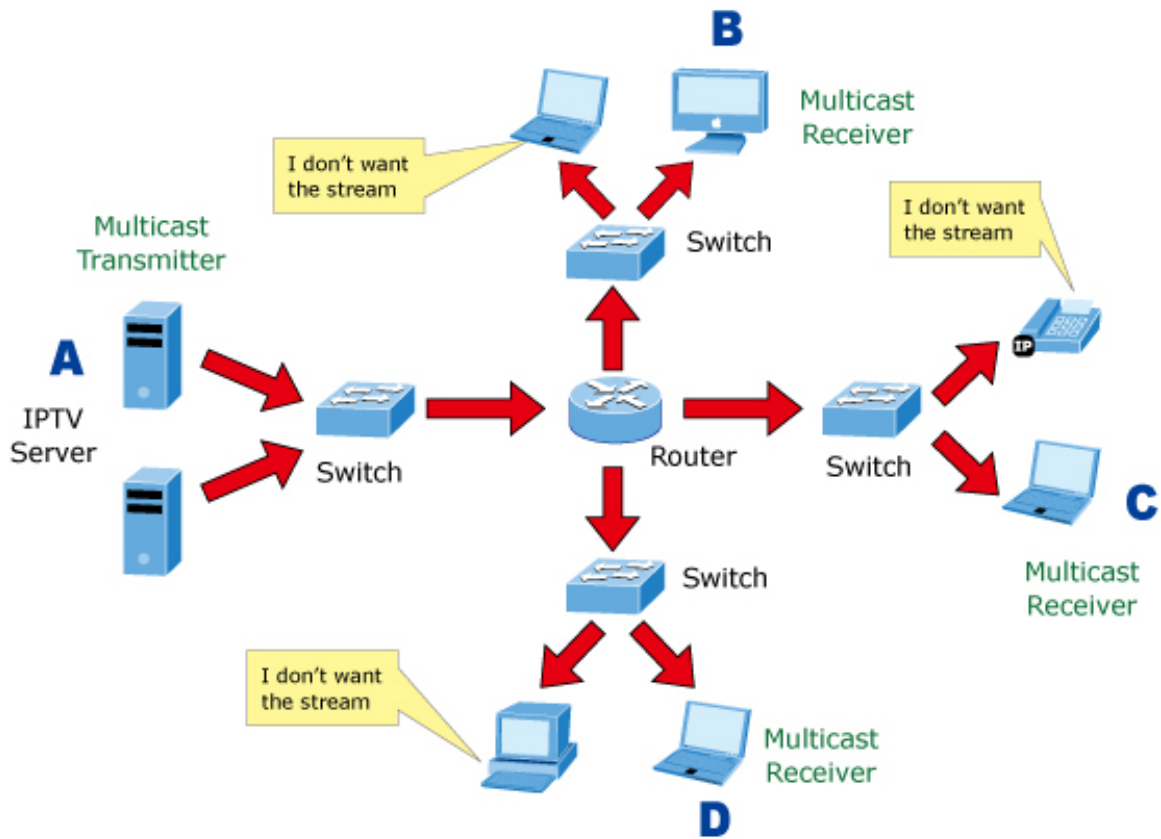 B
Multicast
Receiver
I don't want
the stream
Switch
I don't want
the stream
Multicast
Transmitter
A
IPTV
Server
Switch
Router
Switch
IP
C
Multicast
Receiver
Switch
I don't want
the stream
Multicast
Receiver
D